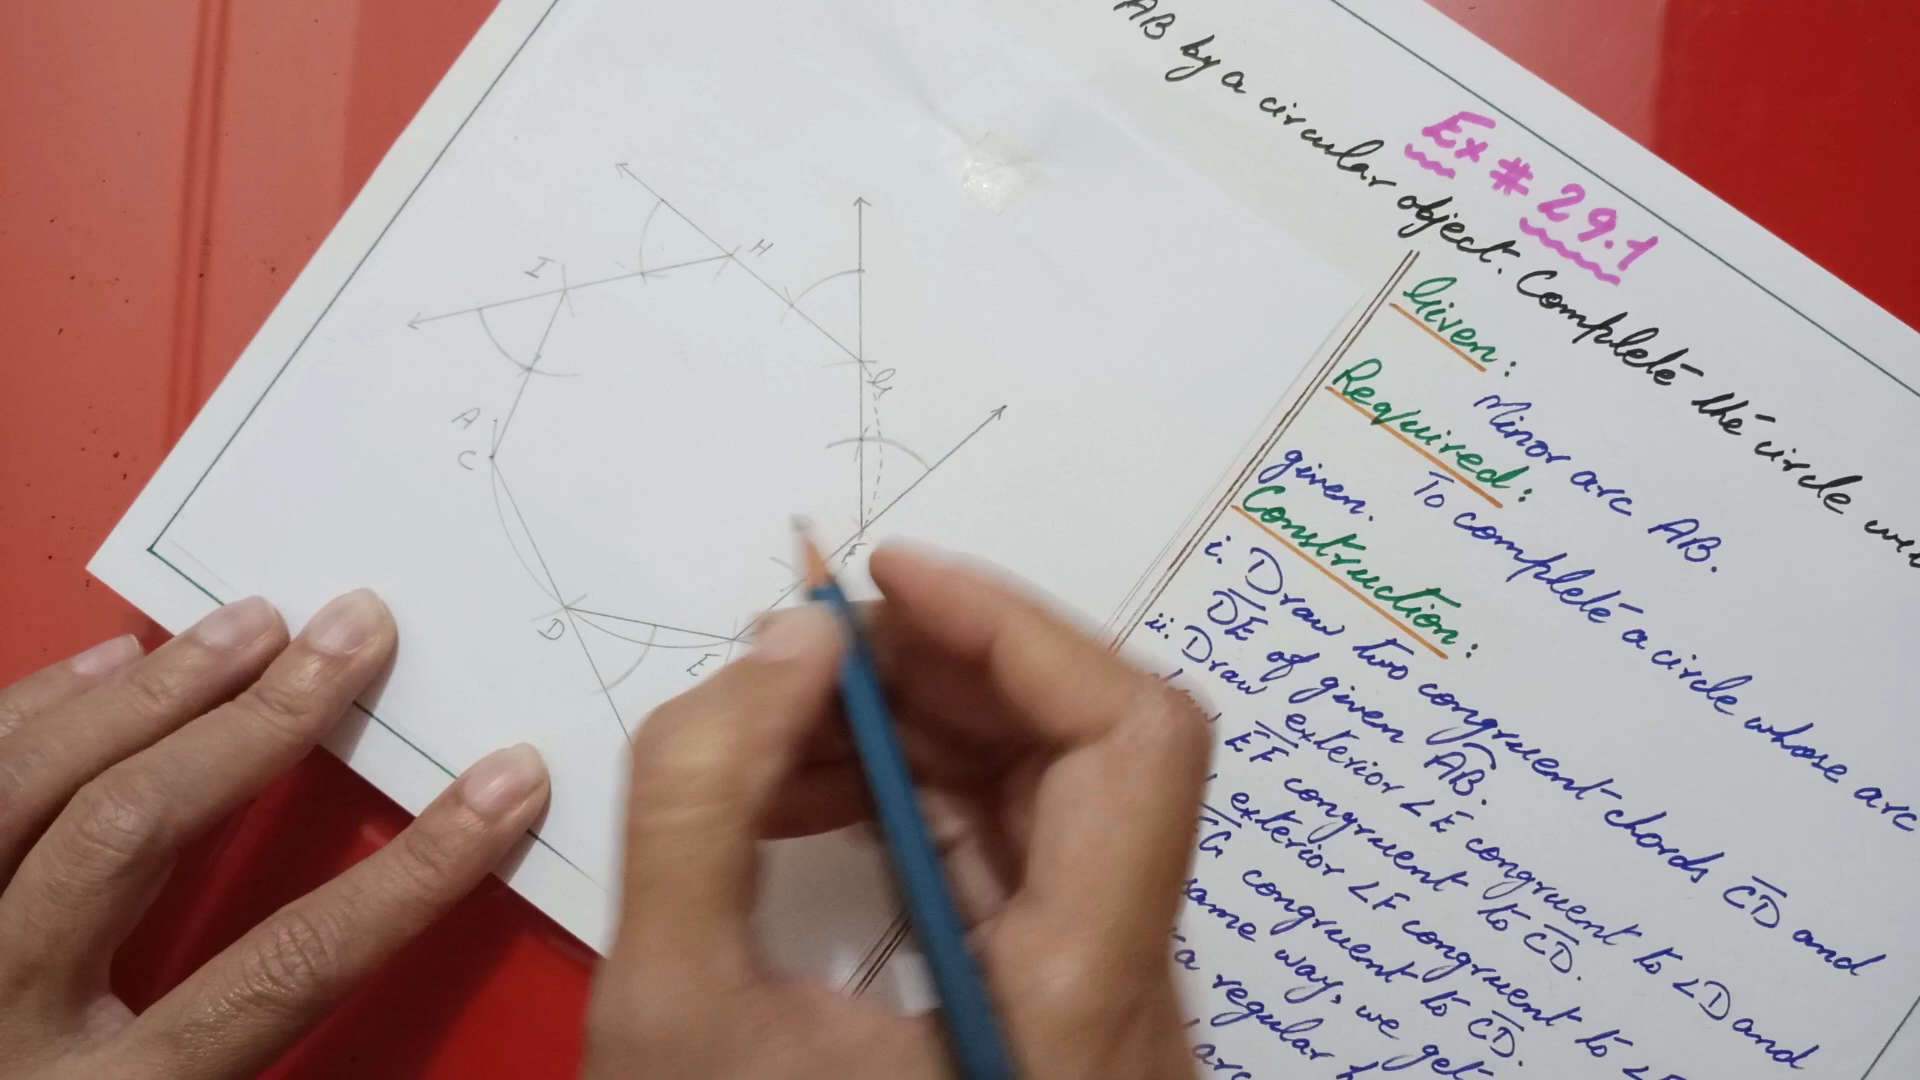 AB by a circular object. Complete the circle
Ex # 29.1
Given:
Minor arc AB.
Required:
To complete a circle whose arc
given.
Construction:
i. Draw two congruent chords CD and
DE of given AB.
ii. Draw exterior ∠E congruent to ∠D and
EF congruent to CD.
exterior ∠F congruent to
congruent to CD.
same way, we get
a regular
arc
H
I
G
A
C
D
E
F